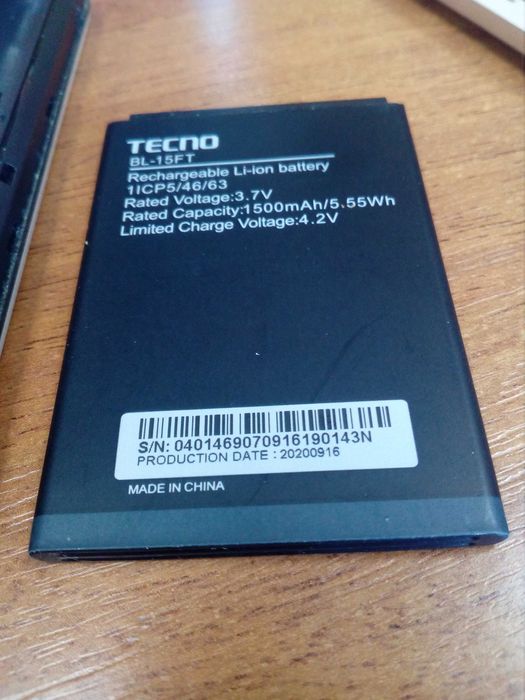 TECNO
BL-15FT
Rechargeable Li-ion battery
1ICP5/46/63
Rated Voltage:3.7V
Rated Capacity:1500mAh/5.55Wh
Limited Charge Voltage:4.2V
S/N: 0401469070916190143N
PRODUCTION DATE : 20200916
MADE IN CHINA